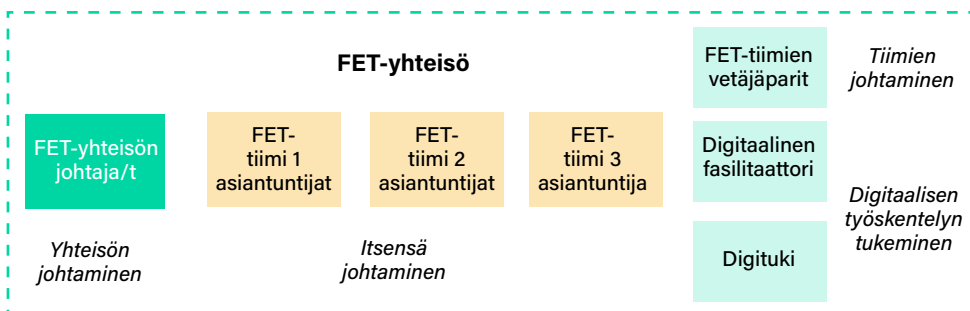 FET-yhteisö
FET-yhteisön
johtaja/t
Yhteisön
johtaminen
FET-
tiimi 1
asiantuntijat
FET-
tiimi 2
asiantuntijat
FET-
tiimi 3
asiantuntija
Itsensä
johtaminen
FET-tiimien
vetäjäparit
Tiimien
johtaminen
Digitaalinen
fasilitaattori
Digituki
Digitaalisen
työskentelyn
tukeminen